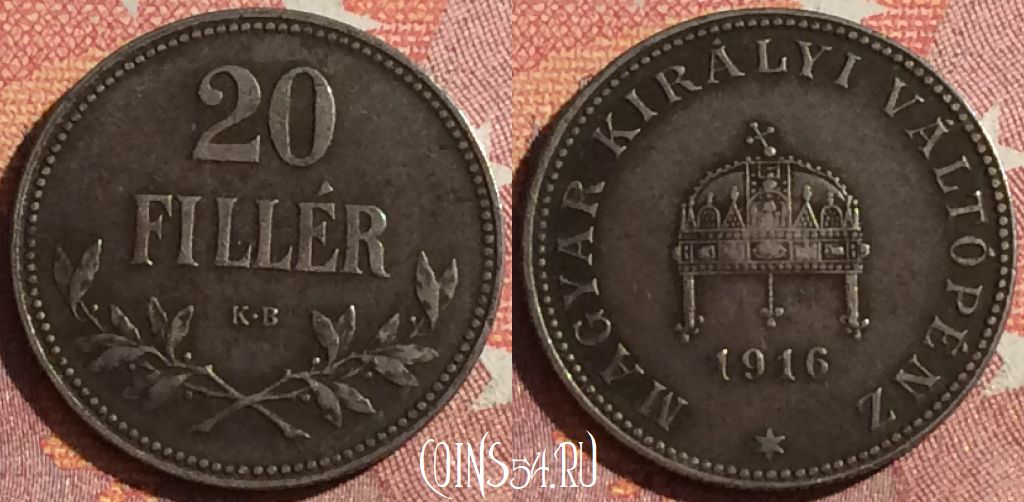 20
FILLÉR
K·B
MAGYAR KIRÁLYI VÁLTÓPÉNZ
1916
COINS54.RU